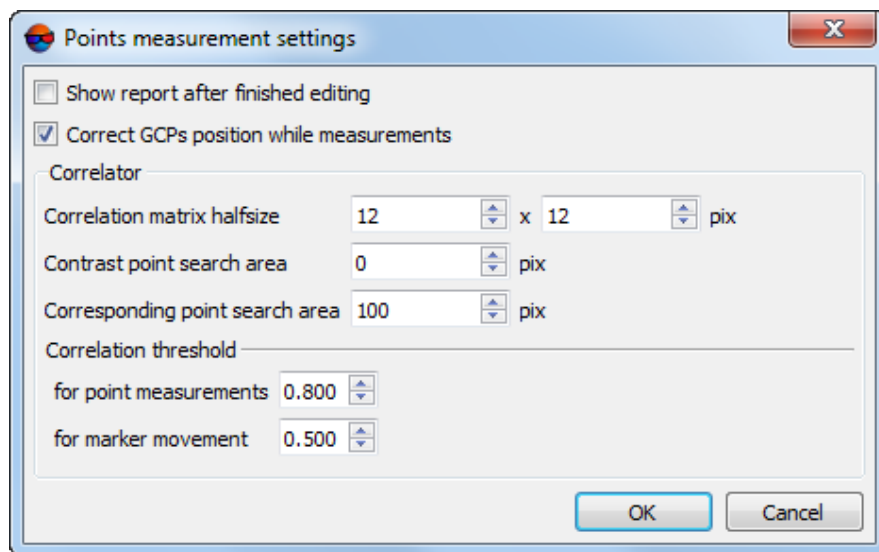 Points measurement settings
Show report after finished editing
Correct GCPs position while measurements
Correlator
Correlation matrix halfsize 12 x 12 pix
Contrast point search area 0 pix
Corresponding point search area 100 pix
Correlation threshold
for point measurements 0.800
for marker movement 0.500
OK Cancel